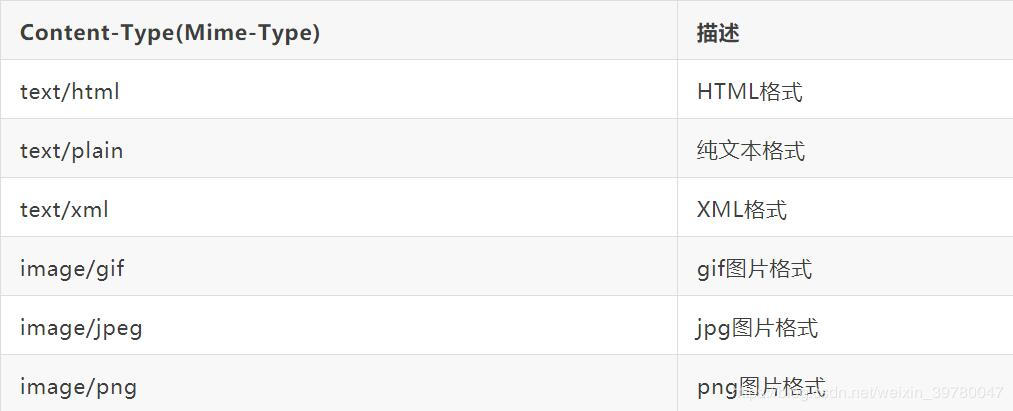 Content-Type(Mime-Type) 描述
text/html HTML格式
text/plain 纯文本格式
text/xml XML格式
image/gif gif图片格式
image/jpeg jpg图片格式
image/png png图片格式
https://blog.csdn.net/weixin_39780047